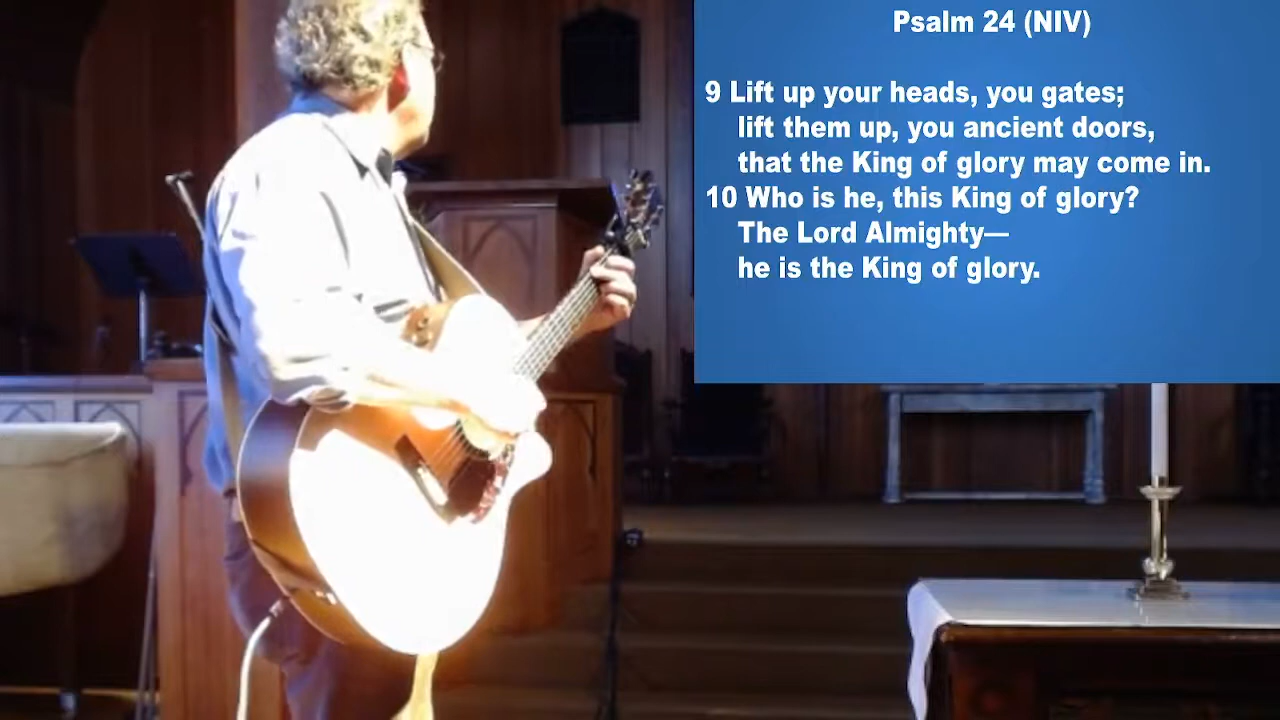 Psalm 24 (NIV)
9 Lift up your heads, you gates;
lift them up, you ancient doors,
that the King of glory may come in.
10 Who is he, this King of glory?
The Lord Almighty—
he is the King of glory.